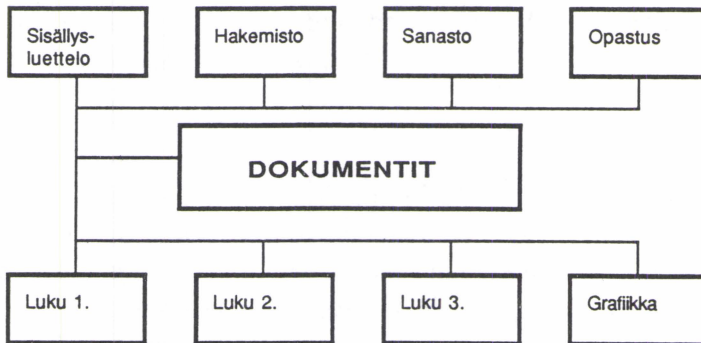 Sisällys-
luettelo
Hakemisto
Sanasto
Opastus
DOKUMENTIT
Luku 1.
Luku 2.
Luku 3.
Grafiikka